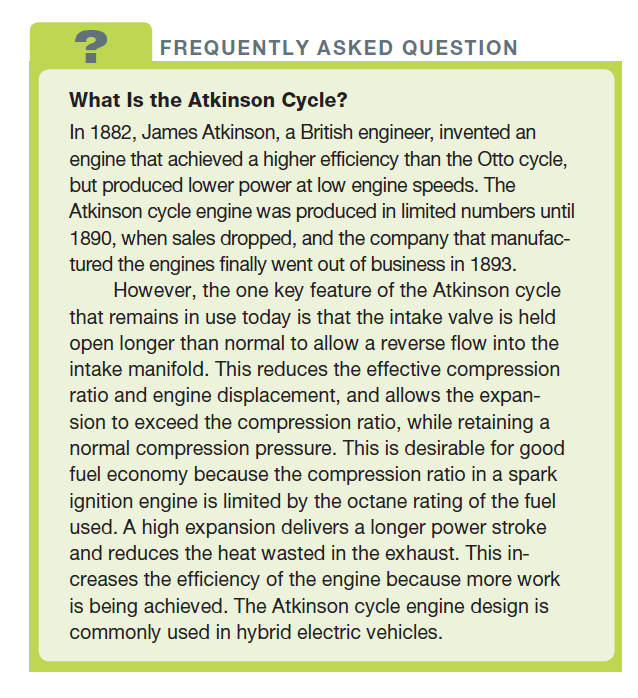 ?
FREQUENTLY ASKED QUESTION
What Is the Atkinson Cycle?
In 1882, James Atkinson, a British engineer, invented an
engine that achieved a higher efficiency than the Otto cycle,
but produced lower power at low engine speeds. The
Atkinson cycle engine was produced in limited numbers until
1890, when sales dropped, and the company that manufac-
tured the engines finally went out of business in 1893.
However, the one key feature of the Atkinson cycle
that remains in use today is that the intake valve is held
open longer than normal to allow a reverse flow into the
intake manifold. This reduces the effective compression
ratio and engine displacement, and allows the expan-
sion to exceed the compression ratio, while retaining a
normal compression pressure. This is desirable for good
fuel economy because the compression ratio in a spark
ignition engine is limited by the octane rating of the fuel
used. A high expansion delivers a longer power stroke
and reduces the heat wasted in the exhaust. This in-
creases the efficiency of the engine because more work
is being achieved. The Atkinson cycle engine design is
commonly used in hybrid electric vehicles.